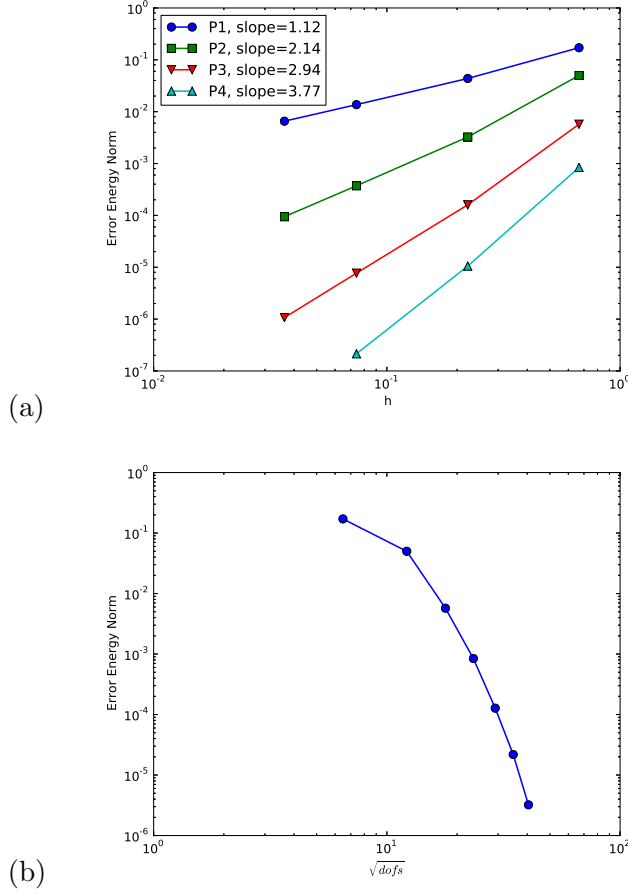 P1, slope=1.12
P2, slope=2.14
P3, slope=2.94
P4, slope=3.77
10^0
10^-1
10^-2
10^-3
10^-4
10^-5
10^-6
10^-7
Error Energy Norm
10^-2
10^-1
10^0
h
(a)
10^0
10^-1
10^-2
10^-3
10^-4
10^-5
10^-6
Error Energy Norm
10^0
10^1
10^2
√dofs
(b)